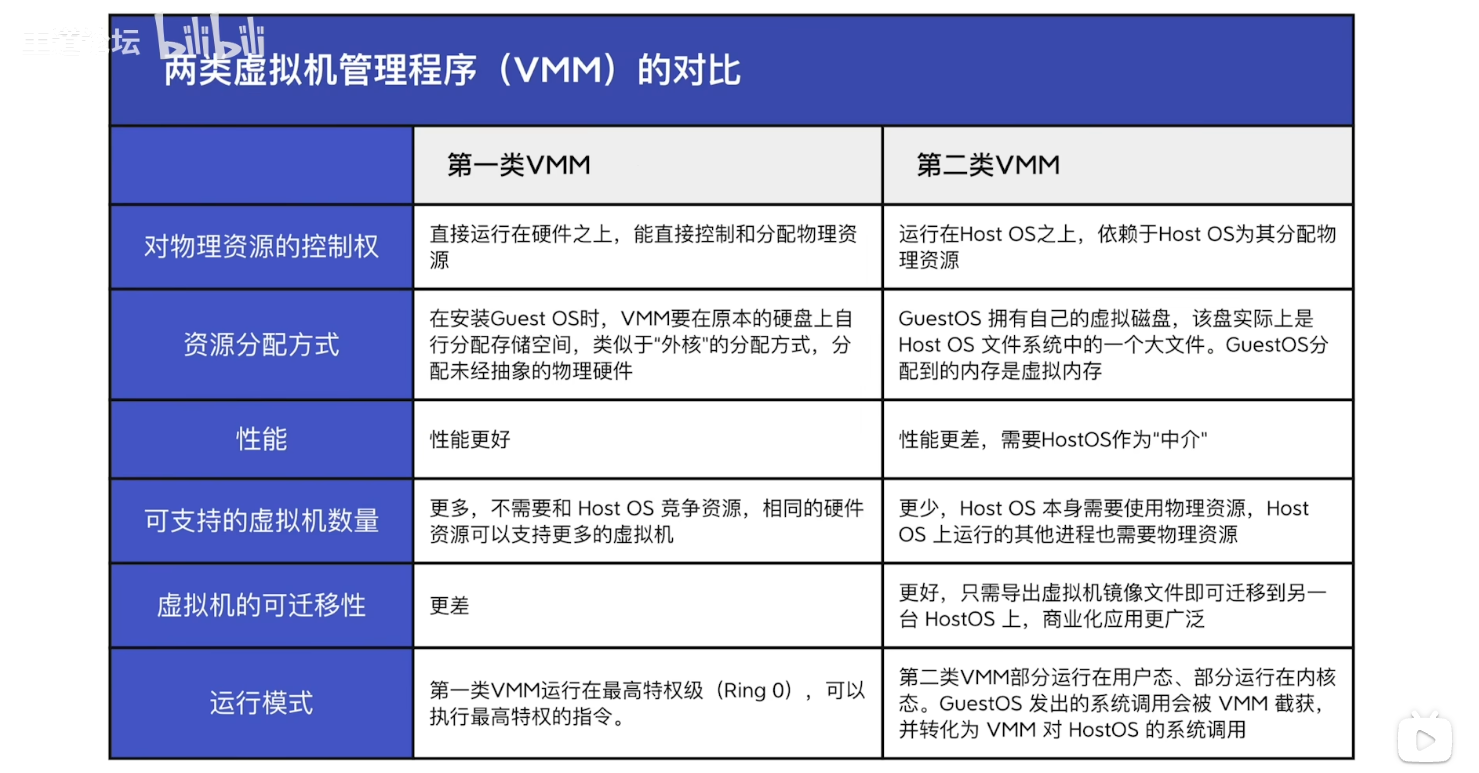 坛 bilibili
两类虚拟机管理程序（VMM）的对比
第一类VMM
第二类VMM
对物理资源的控制权
直接运行在硬件之上，能直接控制和分配物理资
源
运行在Host OS之上，依赖于Host OS为其分配物
理资源
资源分配方式
在安装Guest OS时，VMM要在原本的硬盘上自
行分配存储空间，类似于"外核"的分配方式，分
配未经抽象的物理硬件
GuestOS 拥有自己的虚拟磁盘，该盘实际上是
Host OS 文件系统中的一个大文件。GuestOS分
配到的内存是虚拟内存
性能
性能更好
性能更差，需要HostOS作为"中介"
可支持的虚拟机数量
更多，不需要和 Host OS 竞争资源，相同的硬件
资源可以支持更多的虚拟机
更少，Host OS 本身需要使用物理资源，Host
OS 上运行的其他进程也需要物理资源
虚拟机的可迁移性
更差
更好，只需导出虚拟机镜像文件即可迁移到另一
台 HostOS 上，商业化应用更广泛
运行模式
第一类VMM运行在最高特权级（Ring 0），可以
执行最高特权的指令。
第二类VMM部分运行在用户态、部分运行在内核
态。GuestOS 发出的系统调用会被 VMM 截获，
并转化为 VMM 对 HostOS 的系统调用